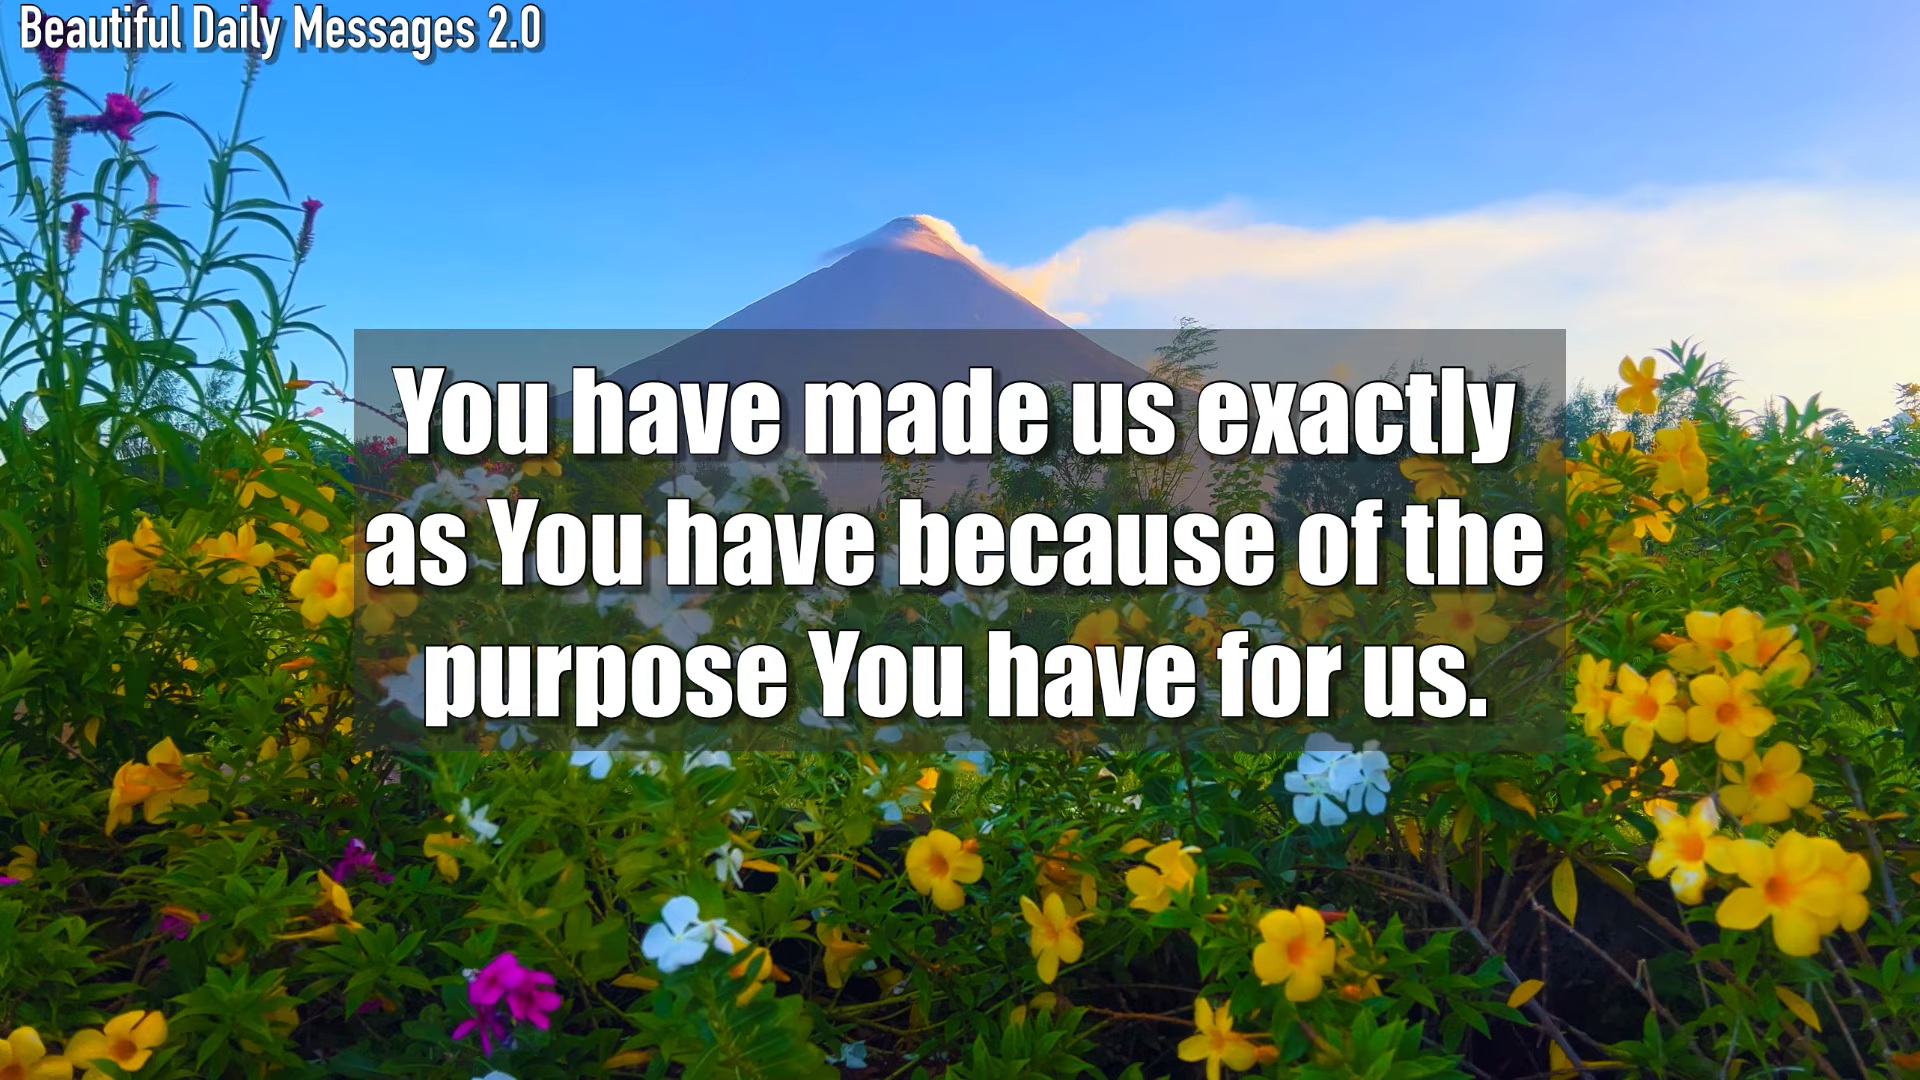 Beautiful Daily Messages 2.0
You have made us exactly
as You have because of the
purpose You have for us.